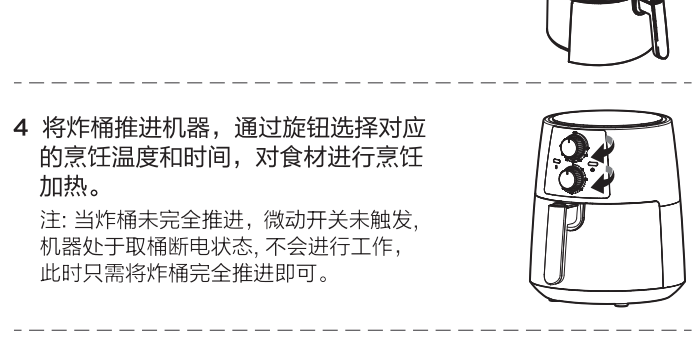 4 将炸桶推进机器，通过旋钮选择对应
的烹饪温度和时间，对食材进行烹饪
加热。
注: 当炸桶未完全推进，微动开关未触发,
机器处于取桶断电状态, 不会进行工作，
此时只需将炸桶完全推进即可。